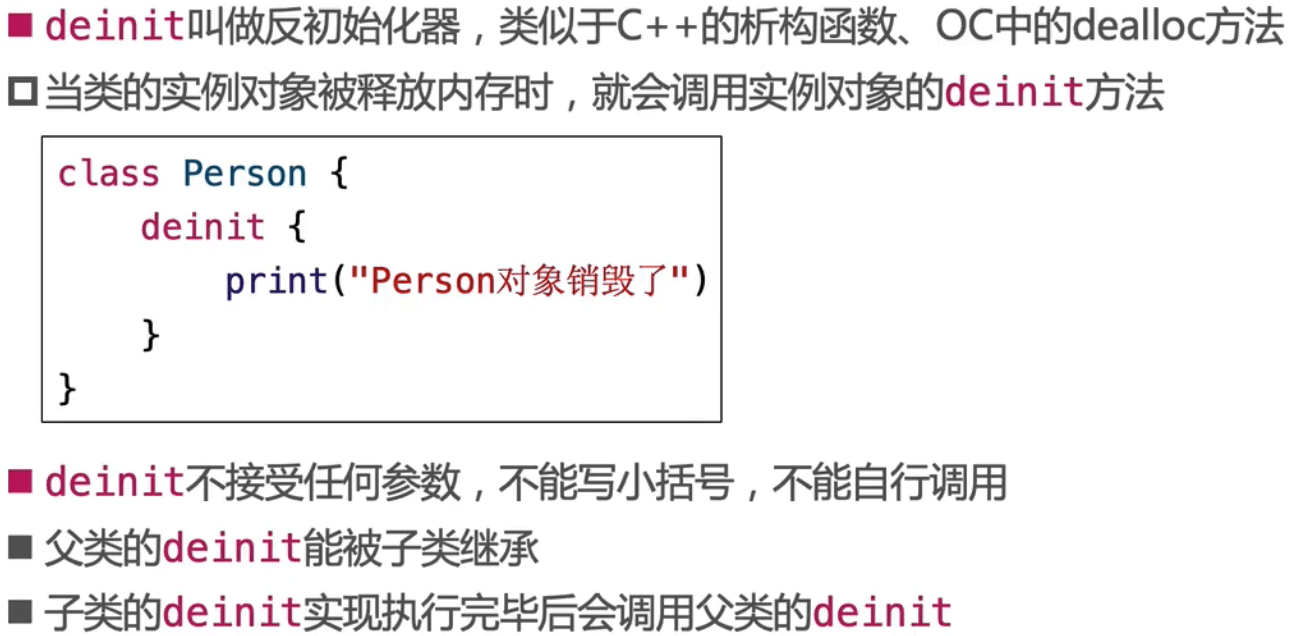 deinit叫做反初始化器，类似于C++的析构函数、OC中的dealloc方法
当类的实例对象被释放内存时，就会调用实例对象的deinit方法
class Person {
    deinit {
        print("Person对象销毁了")
    }
}
deinit不接受任何参数，不能写小括号，不能自行调用
父类的deinit能被子类继承
子类的deinit实现执行完毕后会调用父类的deinit